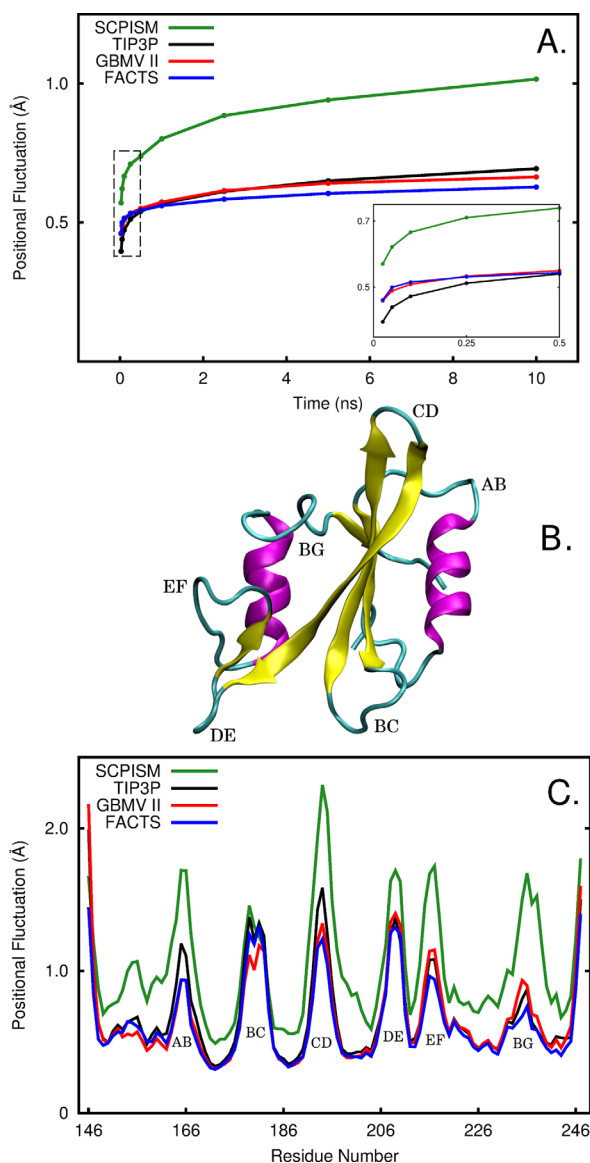 A.
SCPISM
TIP3P
GBMV II
FACTS
Positional Fluctuation (Å)
1.0
0.5
0.0
0.7
0.5
0 0.25 0.5
0 2 4 6 8 10
Time (ns)
CD
AB
B.
BG
EF
DE
BC
C.
SCPISM
TIP3P
GBMV II
FACTS
Positional Fluctuation (Å)
2.0
1.0
0
AB BC CD DE EF BG
146 166 186 206 226 246
Residue Number